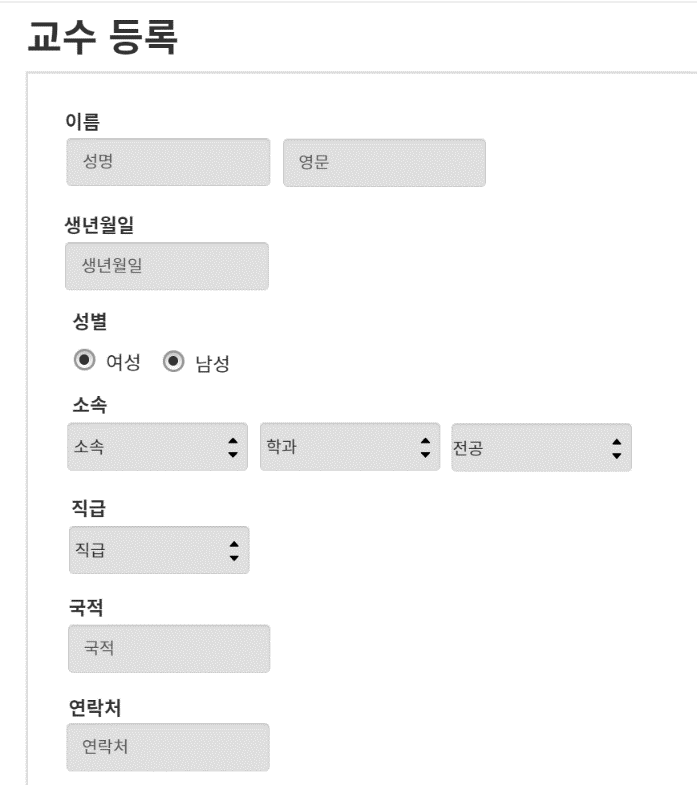 교수 등록
이름
성명 영문
생년월일
생년월일
성별
여성 남성
소속
소속 학과 전공
직급
직급
국적
국적
연락처
연락처